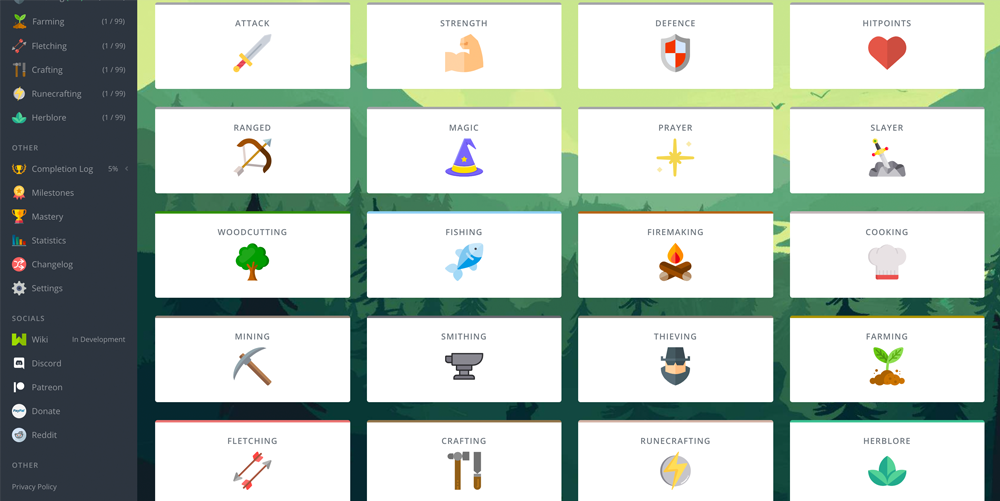 Farming (1 / 99)
Fletching (1 / 99)
Crafting (1 / 99)
Runecrafting (1 / 99)
Herblore (1 / 99)
OTHER
Completion Log 5%
Milestones
Mastery
Statistics
Changelog
Settings
SOCIALS
Wiki In Development
Discord
Patreon
Donate
Reddit
OTHER
Privacy Policy
ATTACK
STRENGTH
DEFENCE
HITPOINTS
RANGED
MAGIC
PRAYER
SLAYER
WOODCUTTING
FISHING
FIREMAKING
COOKING
MINING
SMITHING
THIEVING
FARMING
FLETCHING
CRAFTING
RUNECRAFTING
HERBLORE